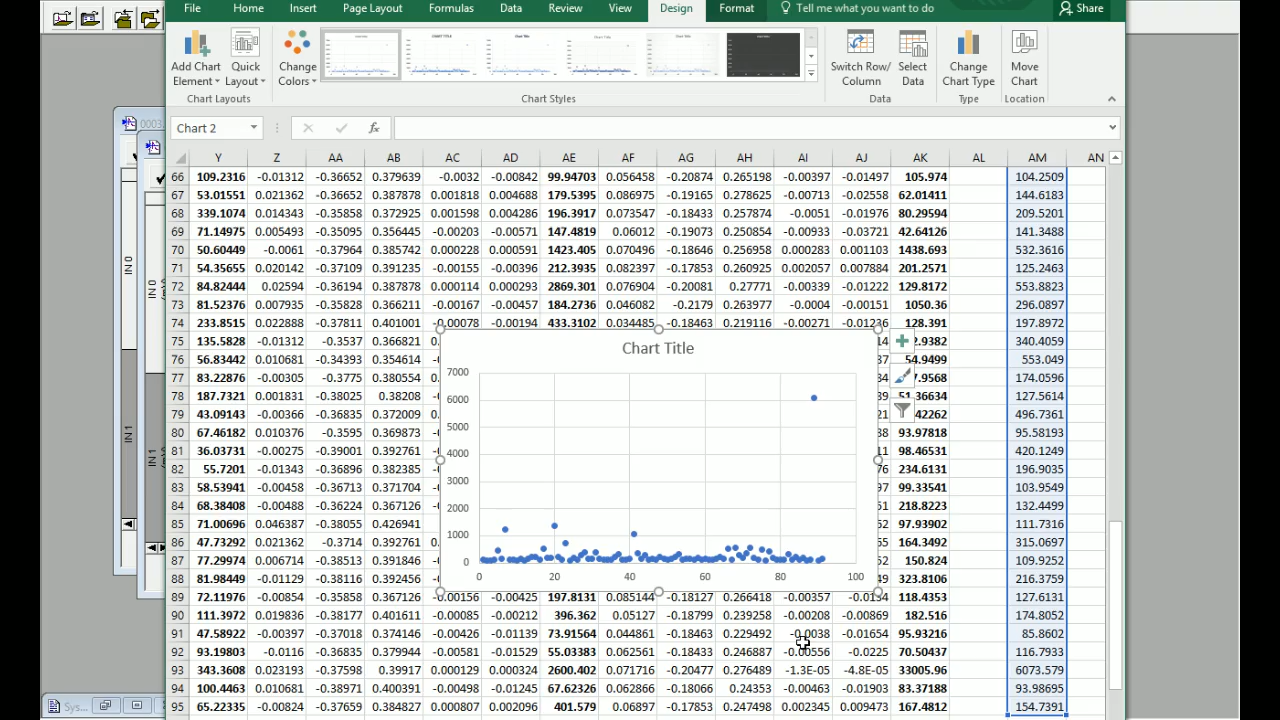 File Home Insert Page Layout Formulas Data Review View Design Format Tell me what you want to do Share
Add Chart Element Quick Layout Change Colors Switch Row/ Column Select Data Change Chart Type Move Chart
Chart Layouts Chart Styles Data Type Location
Chart 2 fx
Y Z AA AB AC AD AE AF AG AH AI AJ AK AL AM AN
66 109.2316 -0.01312 -0.36652 0.379639 -0.0032 -0.00842 99.94703 0.056458 -0.20874 0.265198 -0.00397 -0.01497 105.974 104.2509
67 53.01551 0.021362 -0.36652 0.387878 0.001818 0.004688 179.5395 0.086975 -0.19165 0.278625 -0.00713 -0.02558 62.01411 144.6183
68 339.1074 0.014343 -0.35858 0.372925 0.001598 0.004286 196.3917 0.073547 -0.18433 0.257874 -0.0051 -0.01976 80.29594 209.5201
69 71.14975 0.005493 -0.35095 0.356445 -0.00203 -0.00571 147.4819 0.06012 -0.19073 0.250854 -0.00933 -0.03721 42.64126 141.3488
70 50.60449 -0.0061 -0.37964 0.385742 0.000228 0.000591 1423.405 0.070496 -0.18646 0.256958 0.000283 0.001103 1438.693 532.3616
71 54.35655 0.020142 -0.37109 0.391235 -0.00155 -0.00396 212.3935 0.082397 -0.17853 0.260925 0.002057 0.007884 201.2571 125.2463
72 84.82444 0.02594 -0.36194 0.387878 0.000114 0.000293 2869.301 0.076904 -0.20081 0.27771 -0.00339 -0.01222 129.8172 553.8823
73 81.52376 0.007935 -0.35828 0.366211 -0.00167 -0.00457 184.2736 0.046082 -0.2179 0.263977 -0.0004 -0.00151 1050.36 296.0897
74 233.8515 0.022888 -0.37811 0.401001 -0.00078 -0.00194 433.3102 0.034485 -0.18463 0.219116 -0.00271 -0.01236 128.391 197.8972
75 135.5828 -0.01312 -0.3537 0.366821 340.4059
76 56.83442 0.010681 -0.34393 0.354614 54.9499 553.049
77 83.22876 -0.00305 -0.3775 0.380554 174.0596
78 187.7321 0.001831 -0.38025 0.38208 51.36634 127.5614
79 43.09143 -0.00366 -0.36835 0.372009 496.7361
80 67.46182 0.010376 -0.3595 0.369873 93.97818 95.58193
81 36.03731 -0.00275 -0.39001 0.392761 98.46531 420.1249
82 55.7201 -0.01343 -0.36896 0.382385 234.6131 196.9035
83 58.53941 -0.00458 -0.36713 0.371704 99.33541 103.9549
84 68.38408 -0.00488 -0.36224 0.367126 218.8223 132.4499
85 71.00696 0.046387 -0.38055 0.426941 97.93902 111.7316
86 47.73292 0.021362 -0.3714 0.392761 164.3492 315.0697
87 77.29974 0.006714 -0.38513 0.391846 150.824 109.9252
88 81.98449 -0.01129 -0.38116 0.392456 323.8106 216.3759
89 72.11976 -0.00854 -0.35858 0.367126 -0.00156 -0.00425 197.8131 0.085144 -0.18127 0.266418 -0.00357 -0.0134 118.4353 127.6131
90 111.3972 0.019836 -0.38177 0.401611 -0.00085 -0.00212 396.362 0.05127 -0.18799 0.239258 -0.00208 -0.00869 182.516 174.8052
91 47.58922 -0.00397 -0.37018 0.374146 -0.00426 -0.01139 73.91564 0.044861 -0.18463 0.229492 -0.0038 -0.01654 95.93216 85.8602
92 93.19803 -0.0116 -0.36835 0.379944 -0.00581 -0.01529 55.03383 0.062561 -0.18433 0.246887 -0.00556 -0.0225 70.50437 116.7933
93 343.3608 0.023193 -0.37598 0.39917 0.000129 0.000324 2600.402 0.071716 -0.20477 0.276489 -1.3E-05 -4.8E-05 33005.96 6073.579
94 100.4463 0.010681 -0.38971 0.400391 -0.00498 -0.01245 67.62326 0.062866 -0.18066 0.24353 -0.00463 -0.01903 83.37188 93.98695
95 65.22335 -0.00824 -0.37659 0.384827 0.000807 0.002096 401.579 0.06897 -0.17853 0.247498 0.002345 0.009473 167.4812 154.7391
Chart Title
7000
6000
5000
4000
3000
2000
1000
0
0 20 40 60 80 100
0003
IN 0
IN 0
IN 1
IN 1
Sys...